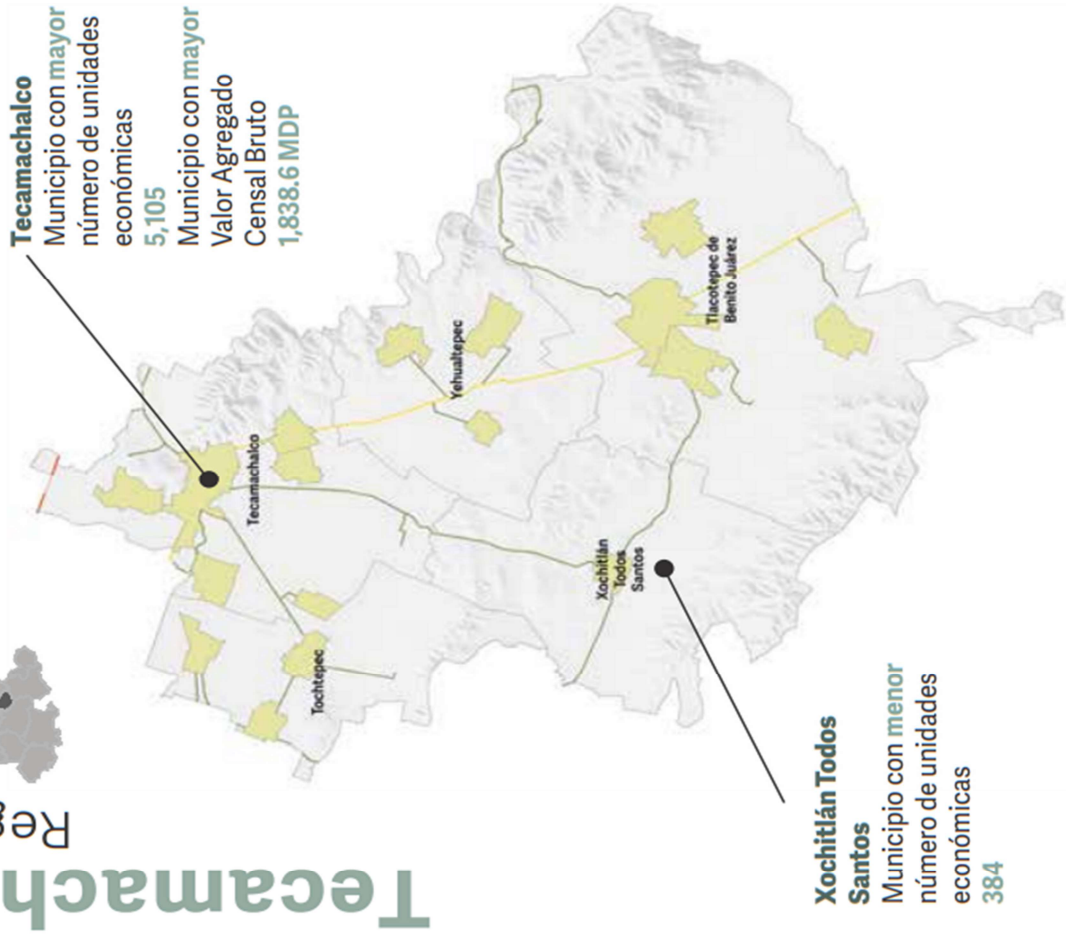 Tecamachalco
Municipio con mayor
número de unidades
económicas
5,105
Municipio con mayor
Valor Agregado
Censal Bruto
1,838.6 MDP
Tecamachalco
Yehualtepec
Tlacotepec de
Benito Juárez
Tochtepec
Xochitlán
Todos
Santos
Xochitlán Todos
Santos
Municipio con menor
número de unidades
económicas
384
Tecamach
Reg